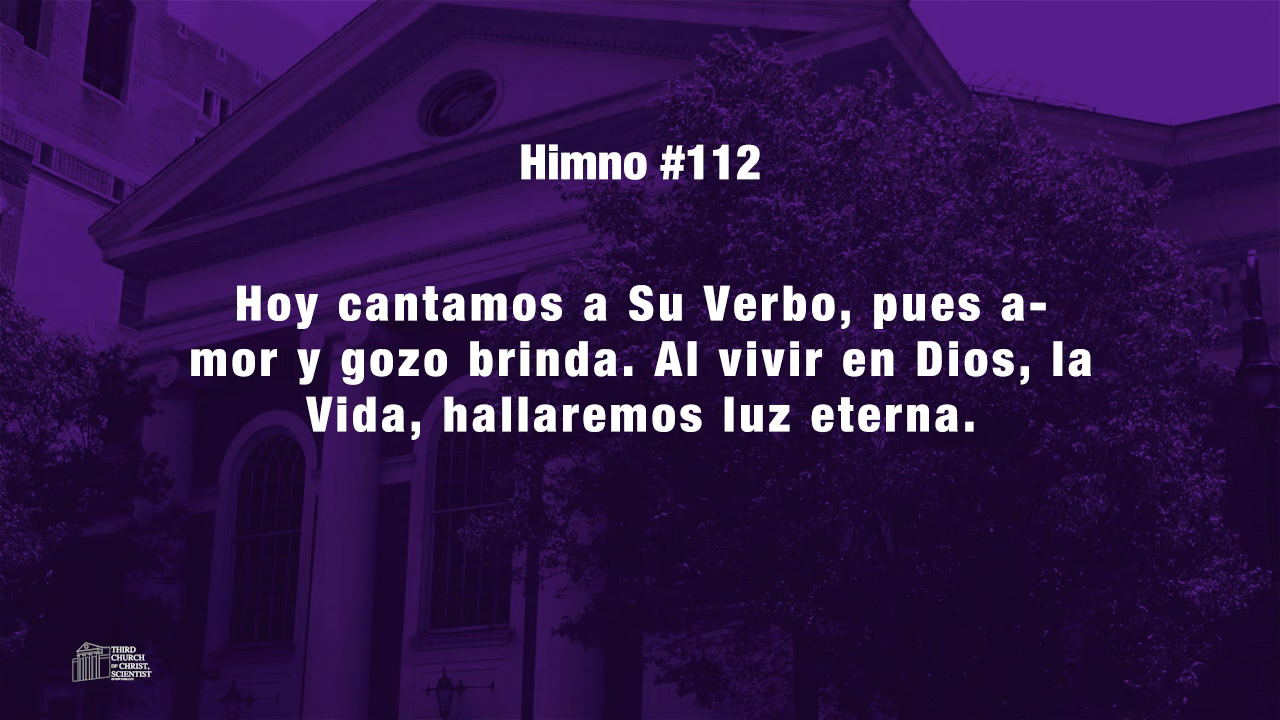 Himno #112
Hoy cantamos a Su Verbo, pues a-
mor y gozo brinda. Al vivir en Dios, la
Vida, hallaremos luz eterna.
THIRD
CHURCH
OF CHRIST,
SCIENTIST